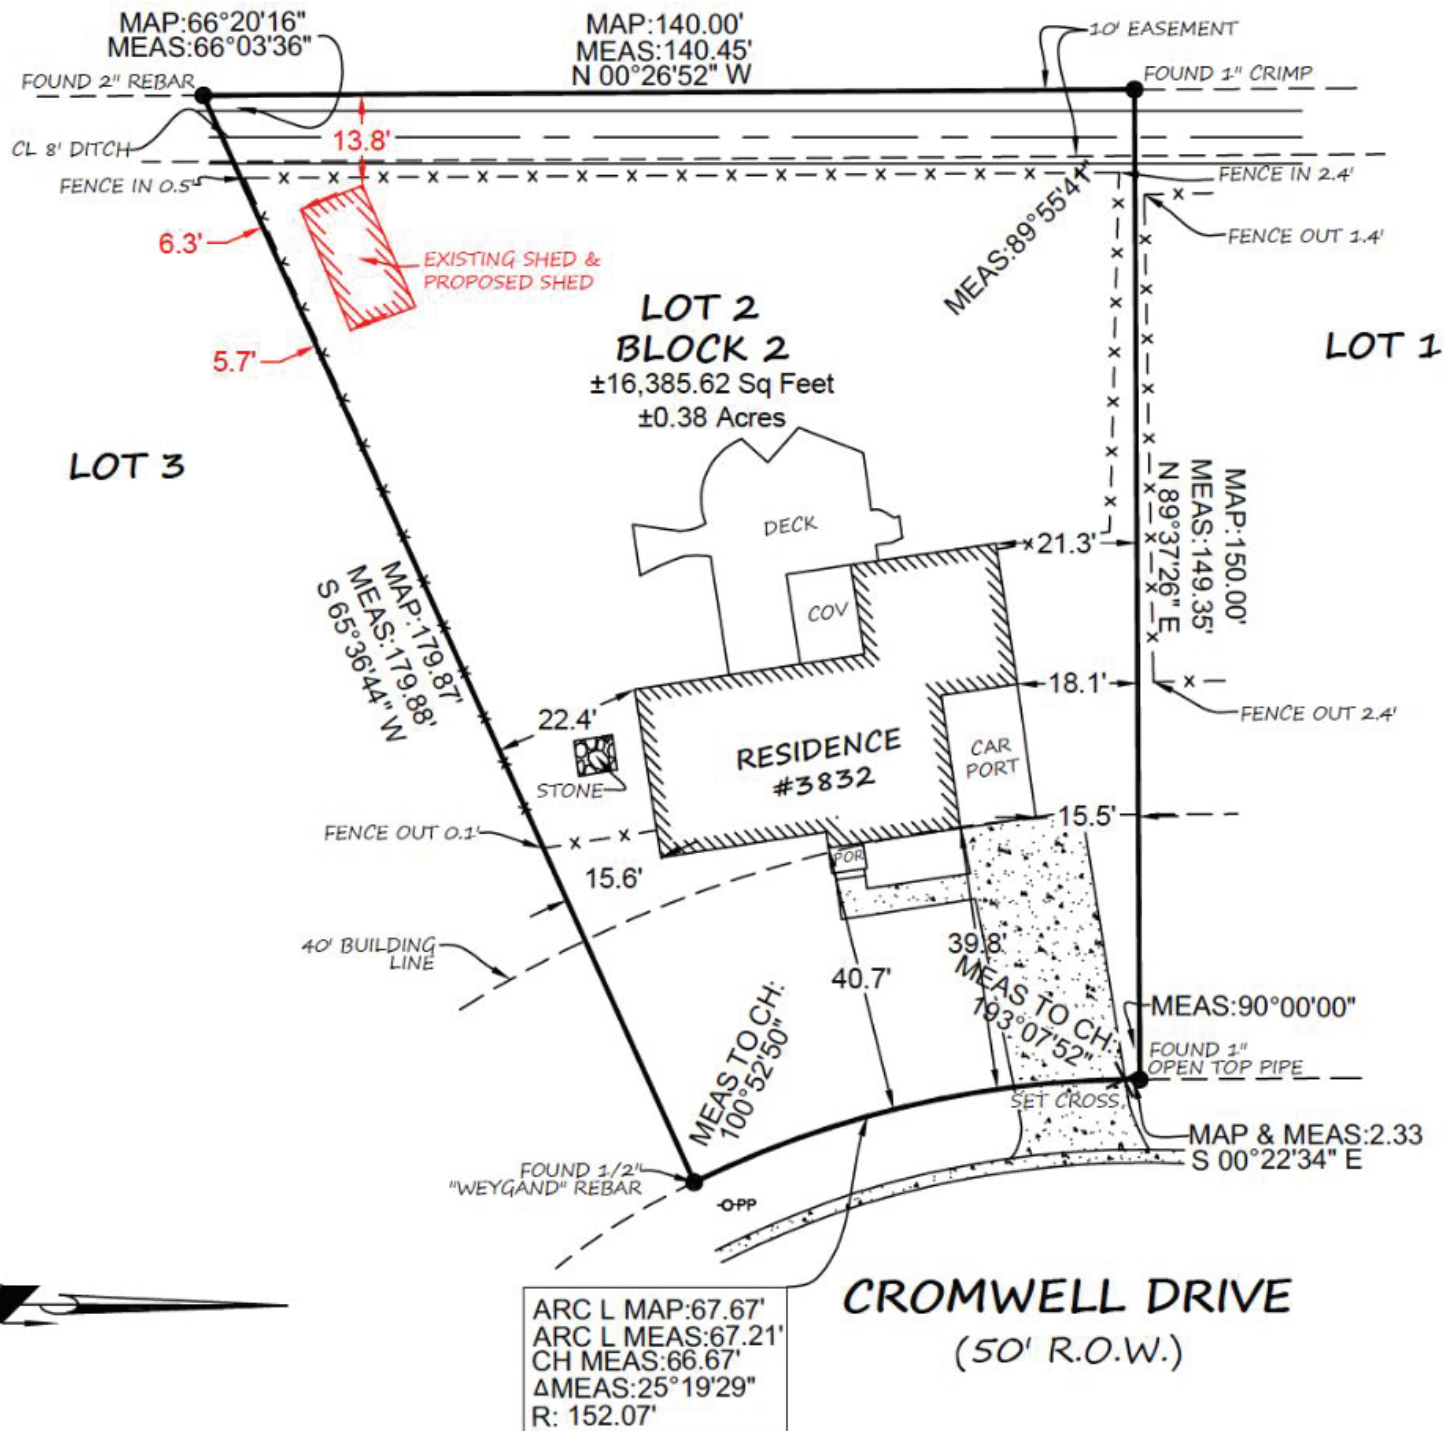 MAP:66°20'16"
MEAS:66°03'36"
MAP:140.00'
MEAS:140.45'
N 00°26'52" W
10' EASEMENT
FOUND 2" REBAR
FOUND 1" CRIMP
CL 8' DITCH
13.8'
FENCE IN 0.5'
FENCE IN 2.4'
MEAS:89°55'41"
FENCE OUT 1.4'
6.3'
EXISTING SHED &
PROPOSED SHED
LOT 2
BLOCK 2
±16,385.62 Sq Feet
±0.38 Acres
LOT 1
5.7'
LOT 3
MAP:150.00'
MEAS:149.35'
N 89°37'26" E
DECK
21.3'
MAP:179.87'
MEAS:179.88'
S 65°36'44" W
COV
18.1'
22.4'
FENCE OUT 2.4'
RESIDENCE
#3832
CAR
PORT
STONE
15.5'
FENCE OUT 0.1'
POR
15.6'
40' BUILDING
LINE
39.8'
40.7'
MEAS TO CH:
193°07'52"
MEAS TO CH:
100°52'50"
MEAS:90°00'00"
FOUND 1"
OPEN TOP PIPE
SET CROSS
MAP & MEAS:2.33
S 00°22'34" E
FOUND 1/2"
"WEYGAND" REBAR
PP
ARC L MAP:67.67'
ARC L MEAS:67.21'
CH MEAS:66.67'
ΔMEAS:25°19'29"
R: 152.07'
CROMWELL DRIVE
(50' R.O.W.)